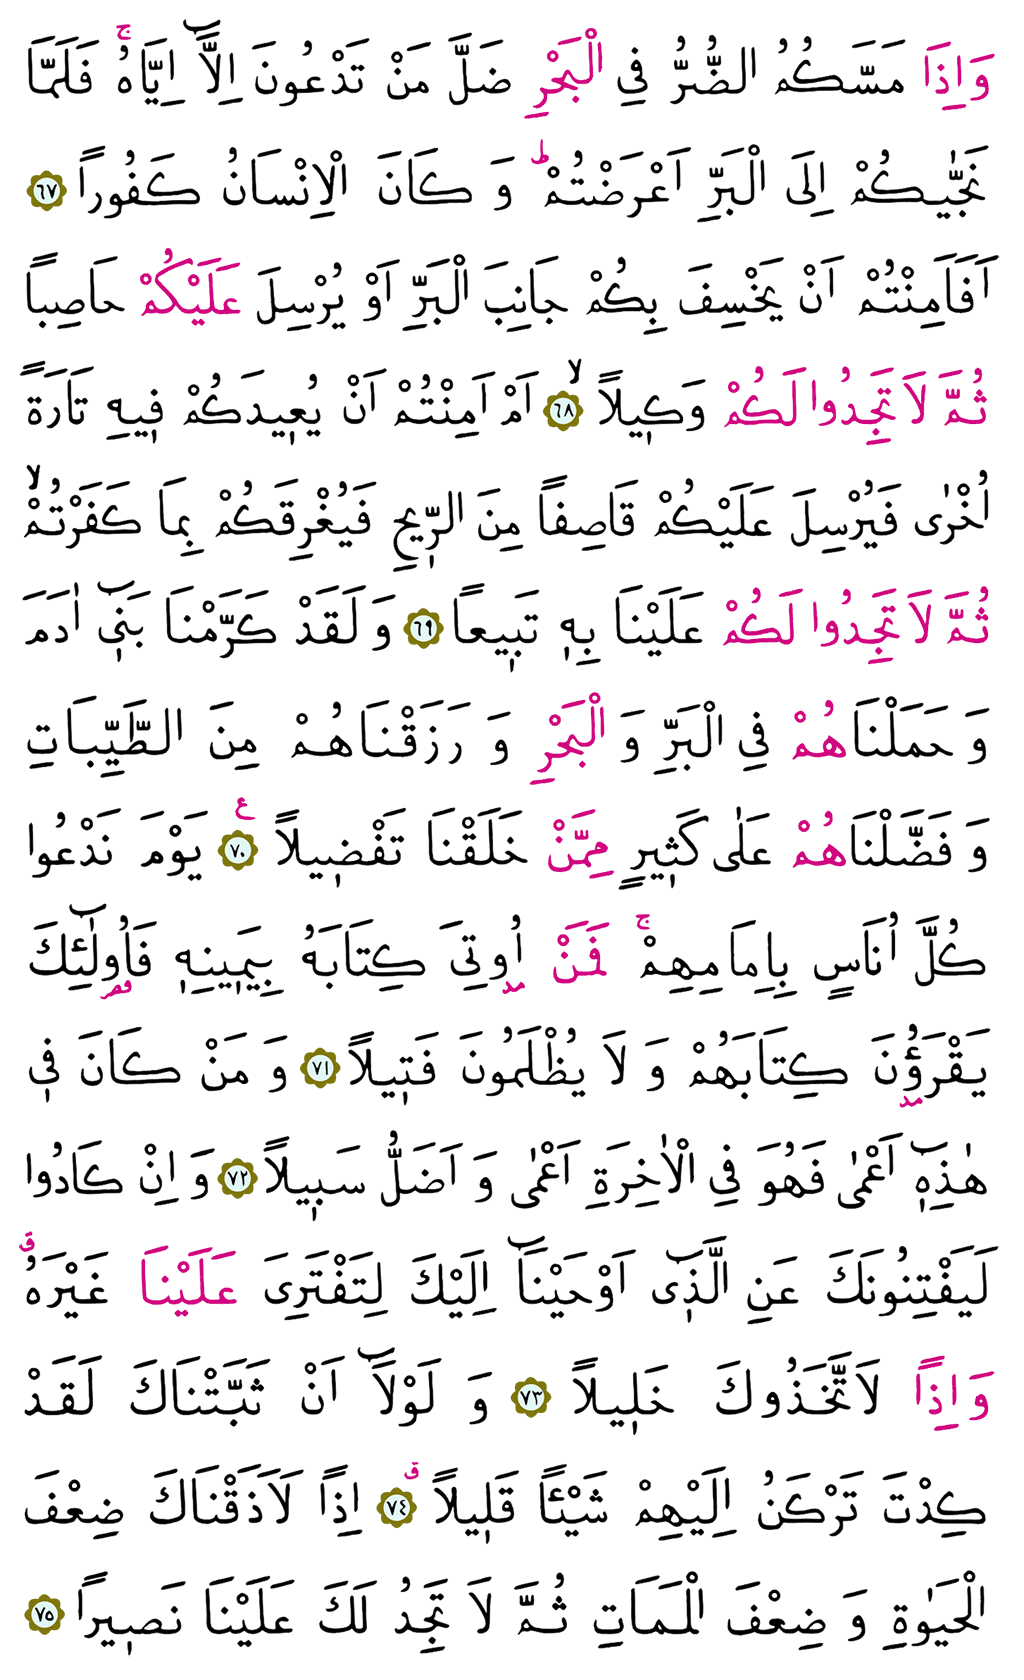 وَاِذَا مَسَّكُمُ الضُّرُّ فِي الْبَحْرِ ضَلَّ مَنْ تَدْعُونَ اِلَّٓا اِيَّاهُۚ فَلَمَّا
نَجّٰيكُمْ اِلَى الْبَرِّ اَعْرَضْتُمْۜ وَكَانَ الْاِنْسَانُ كَفُوراً ﴿٦٧﴾
اَفَاَمِنْتُمْ اَنْ يَخْسِفَ بِكُمْ جَانِبَ الْبَرِّ اَوْ يُرْسِلَ عَلَيْكُمْ حَاصِباً
ثُمَّ لَا تَجِدُوا لَكُمْ وَكٖيلاًۙ ﴿٦٨﴾ اَمْ اَمِنْتُمْ اَنْ يُعٖيدَكُمْ فٖيهِ تَارَةً
اُخْرٰى فَيُرْسِلَ عَلَيْكُمْ قَاصِفاً مِنَ الرّٖيحِ فَيُغْرِقَكُمْ بِمَا كَفَرْتُمْۙ
ثُمَّ لَا تَجِدُوا لَكُمْ عَلَيْنَا بِهٖ تَبٖيعاً ﴿٦٩﴾ وَلَقَدْ كَرَّمْنَا بَنٖٓي اٰدَمَ
وَحَمَلْنَاهُمْ فِي الْبَرِّ وَالْبَحْرِ وَرَزَقْنَاهُمْ مِنَ الطَّيِّبَاتِ
وَفَضَّلْنَاهُمْ عَلٰى كَثٖيرٍ مِمَّنْ خَلَقْنَا تَفْضٖيلاً ﴿٧٠﴾ ع يَوْمَ نَدْعُوا
كُلَّ اُنَاسٍ بِاِمَامِهِمْۚ فَمَنْ اُوتِيَ كِتَابَهُ بِيَمٖينِهٖ فَاُولٰٓئِكَ
يَقْرَؤُنَ كِتَابَهُمْ وَلَا يُظْلَمُونَ فَتٖيلاً ﴿٧١﴾ وَمَنْ كَانَ فٖي
هٰذِهٖٓ اَعْمٰى فَهُوَ فِي الْاٰخِرَةِ اَعْمٰى وَاَضَلُّ سَبٖيلاً ﴿٧٢﴾ وَاِنْ كَادُوا
لَيَفْتِنُونَكَ عَنِ الَّذٖٓي اَوْحَيْنَٓا اِلَيْكَ لِتَفْتَرِيَ عَلَيْنَا غَيْرَهُۗ
وَاِذاً لَاتَّخَذُوكَ خَلٖيلاً ﴿٧٣﴾ وَلَوْلَٓا اَنْ ثَبَّتْنَاكَ لَقَدْ
كِدْتَ تَرْكَنُ اِلَيْهِمْ شَيْـٔاً قَلٖيلاًۗ ﴿٧٤﴾ اِذاً لَاَذَقْنَاكَ ضِعْفَ
الْحَيٰوةِ وَضِعْفَ الْمَمَاتِ ثُمَّ لَا تَجِدُ لَكَ عَلَيْنَا نَصٖيراً ﴿٧٥﴾